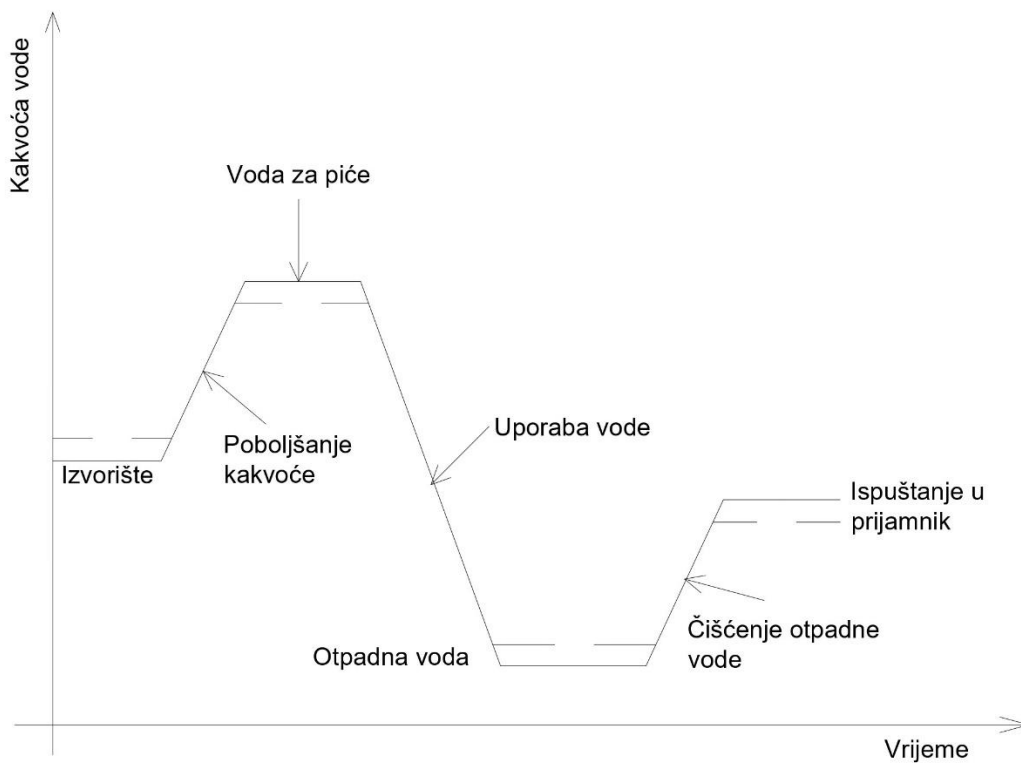 Kakvoća vode
Voda za piće
Izvorište
Poboljšanje
kakvoće
Uporaba vode
Otpadna voda
Čišćenje otpadne
vode
Ispuštanje u
prijamnik
Vrijeme